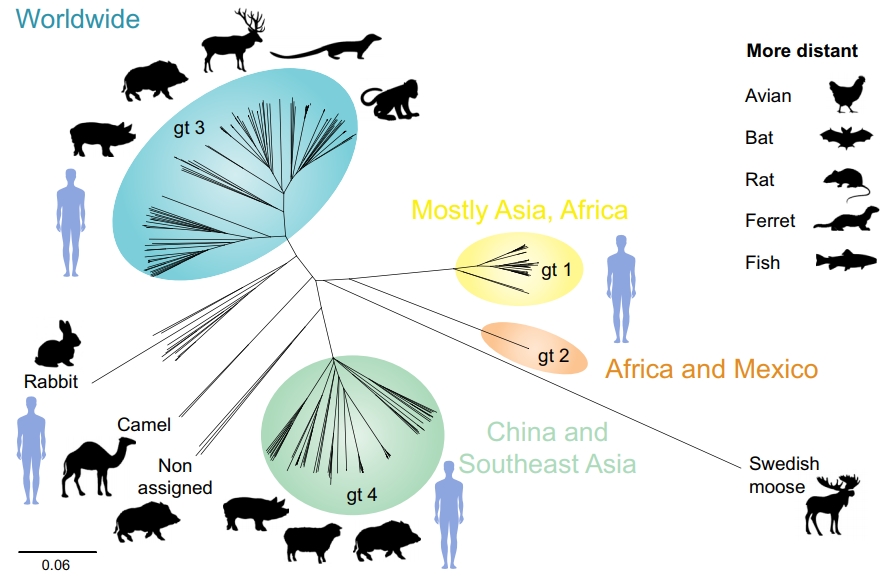 Worldwide
More distant
gt 3
Avian
Bat
Rat
Mostly Asia, Africa
Ferret
Fish
gt 1
gt 2
Africa and Mexico
Rabbit
Camel
China and
Southeast Asia
Non
assigned
Swedish
moose
gt 4
0.06